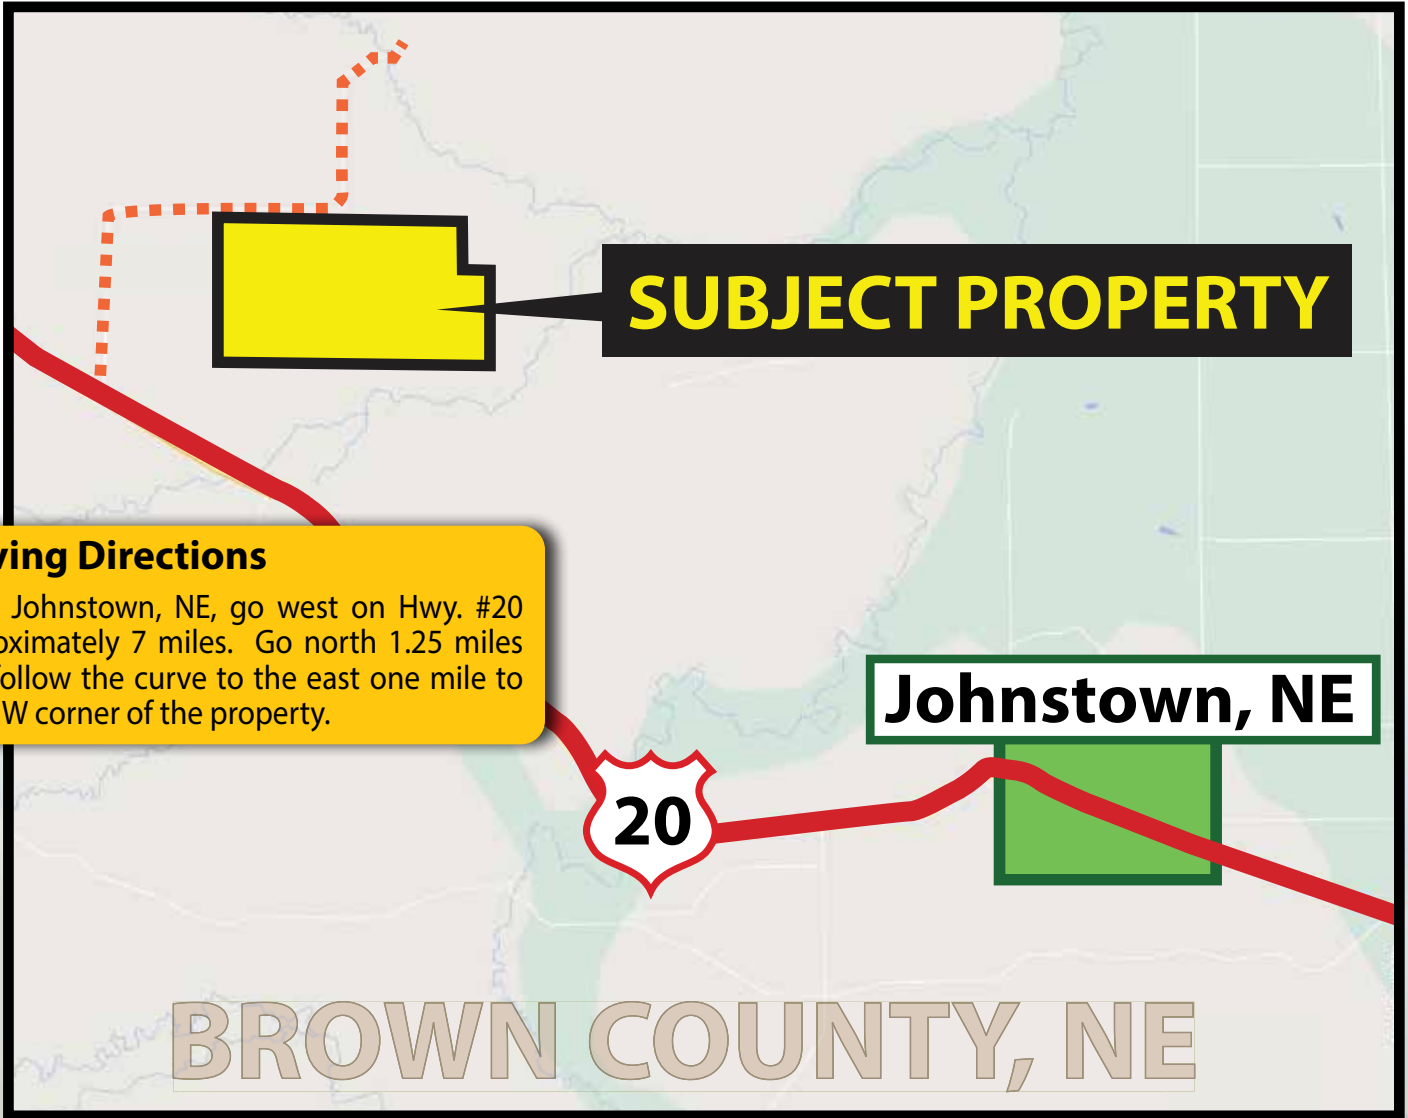 SUBJECT PROPERTY
ving Directions
Johnstown, NE, go west on Hwy. #20
oximately 7 miles. Go north 1.25 miles
follow the curve to the east one mile to
W corner of the property.
Johnstown, NE
20
BROWN COUNTY, NE